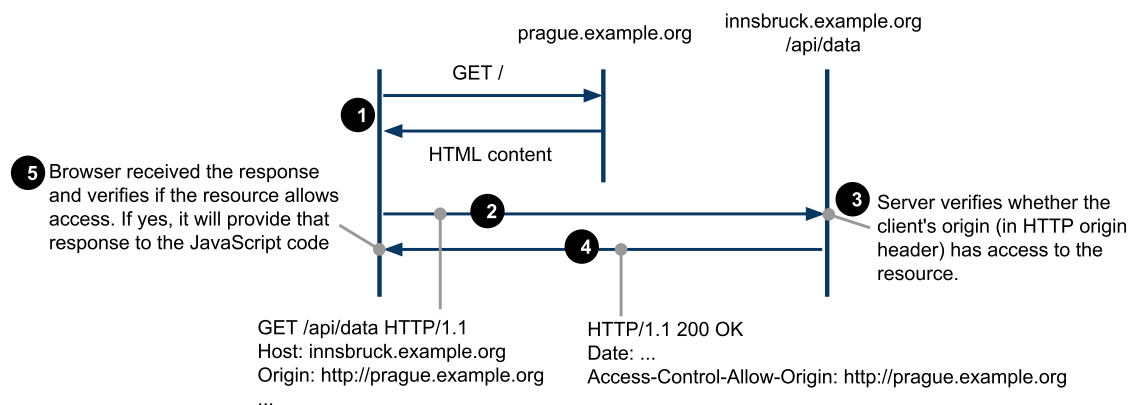 prague.example.org
innsbruck.example.org
/api/data
GET /
1
HTML content
5
Browser received the response
and verifies if the resource allows
access. If yes, it will provide that
response to the JavaScript code
2
3
Server verifies whether the
client's origin (in HTTP origin
header) has access to the
resource.
4
GET /api/data HTTP/1.1
Host: innsbruck.example.org
Origin: http://prague.example.org
...
HTTP/1.1 200 OK
Date: ...
Access-Control-Allow-Origin: http://prague.example.org